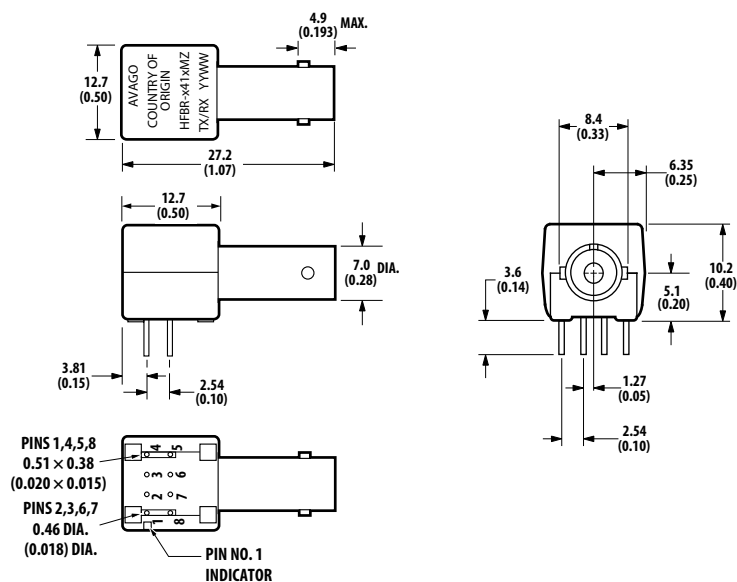 4.9
(0.193)
MAX.
12.7
(0.50)
AVAGO
COUNTRY OF
ORIGIN
HFBR-x41xMZ
TX/RX YYWW
27.2
(1.07)
12.7
(0.50)
7.0
(0.28)
DIA.
3.81
(0.15)
2.54
(0.10)
PINS 1,4,5,8
0.51 × 0.38
(0.020 × 0.015)
PINS 2,3,6,7
0.46 DIA.
(0.018) DIA.
4 5
3 6
2 7
1 8
PIN NO. 1
INDICATOR
8.4
(0.33)
6.35
(0.25)
3.6
(0.14)
10.2
(0.40)
5.1
(0.20)
1.27
(0.05)
2.54
(0.10)